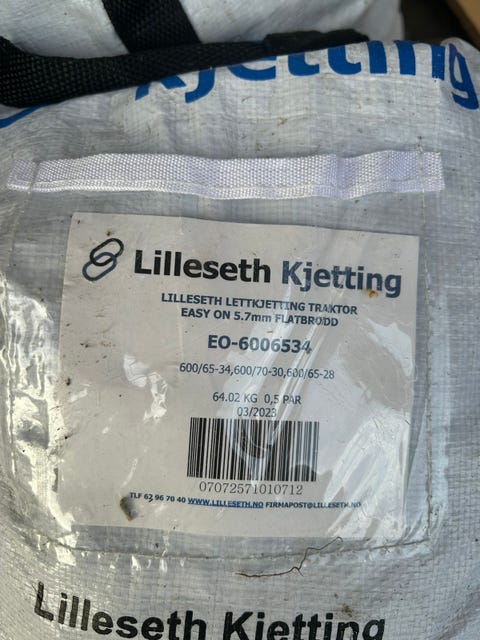 kjetting
Lilleseth Kjetting
LILLESETH LETTKJETTING TRAKTOR
EASY ON 5.7mm FLATBRODD
EO-6006534
600/65-34,600/70-30,600/65-28
64.02 KG 0,5 PAR
03/2023
07072571010712
TLF 62 96 70 40 WWW.LILLESETH.NO FIRMAPOST@LILLESETH.NO
Lilleseth Kjetting